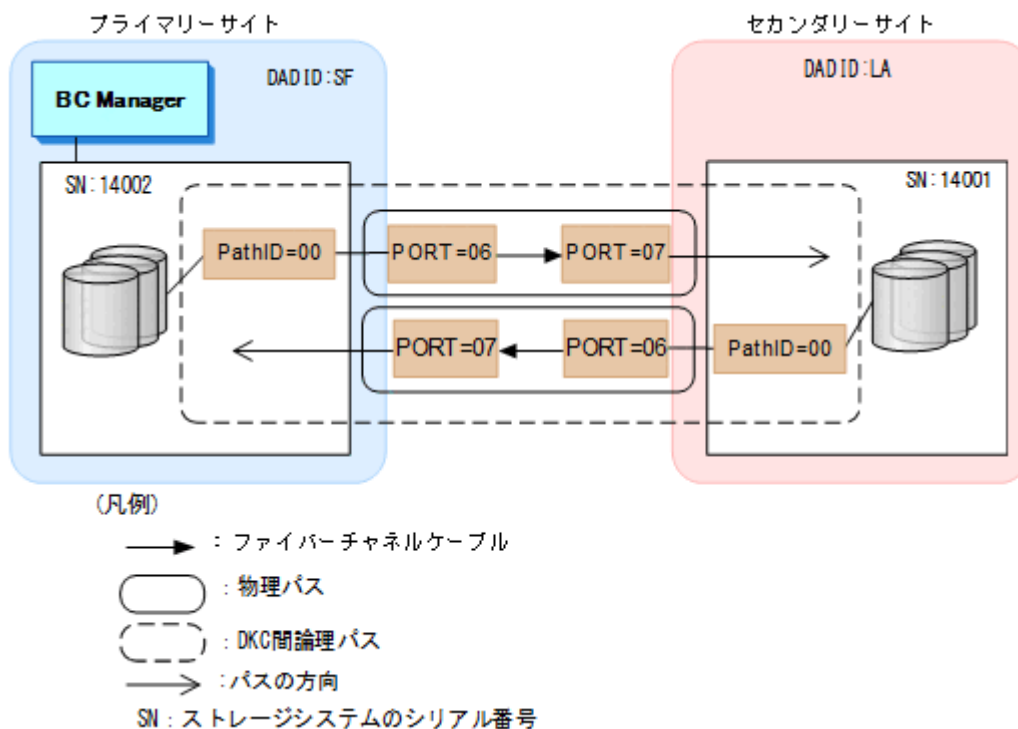 プライマリーサイト
セカンダリーサイト
DADID:SF
DADID:LA
BC Manager
SN:14002
SN:14001
PathID=00
PORT=06
PORT=07
PORT=07
PORT=06
PathID=00
(凡例)
：ファイバーチャネルケーブル
：物理パス
：DKC間論理パス
：パスの方向
SN：ストレージシステムのシリアル番号